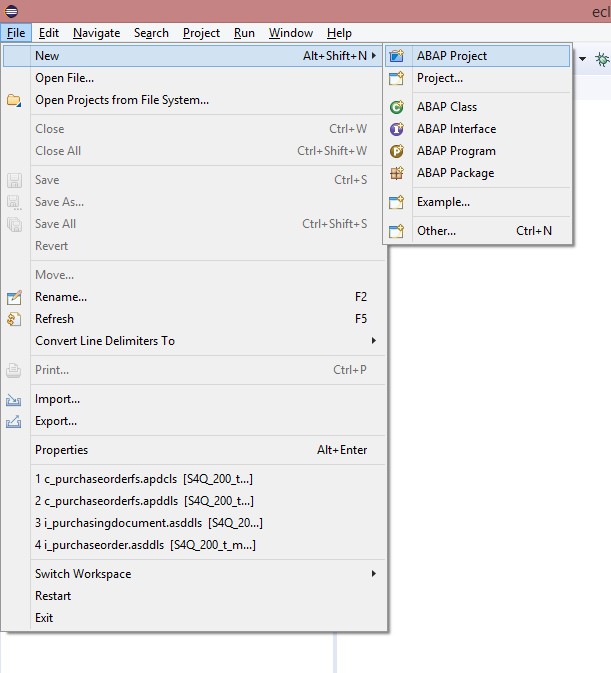 ecl
File Edit Navigate Search Project Run Window Help
New Alt+Shift+N
Open File...
Open Projects from File System...
Close Ctrl+W
Close All Ctrl+Shift+W
Save Ctrl+S
Save As...
Save All Ctrl+Shift+S
Revert
Move...
Rename... F2
Refresh F5
Convert Line Delimiters To
Print... Ctrl+P
Import...
Export...
Properties Alt+Enter
1 c_purchaseorderfs.apdcls [S4Q_200_t...]
2 c_purchaseorderfs.apddls [S4Q_200_t...]
3 i_purchasingdocument.asddls [S4Q_20...]
4 i_purchaseorder.asddls [S4Q_200_t_m...]
Switch Workspace
Restart
Exit
ABAP Project
Project...
ABAP Class
ABAP Interface
ABAP Program
ABAP Package
Example...
Other... Ctrl+N